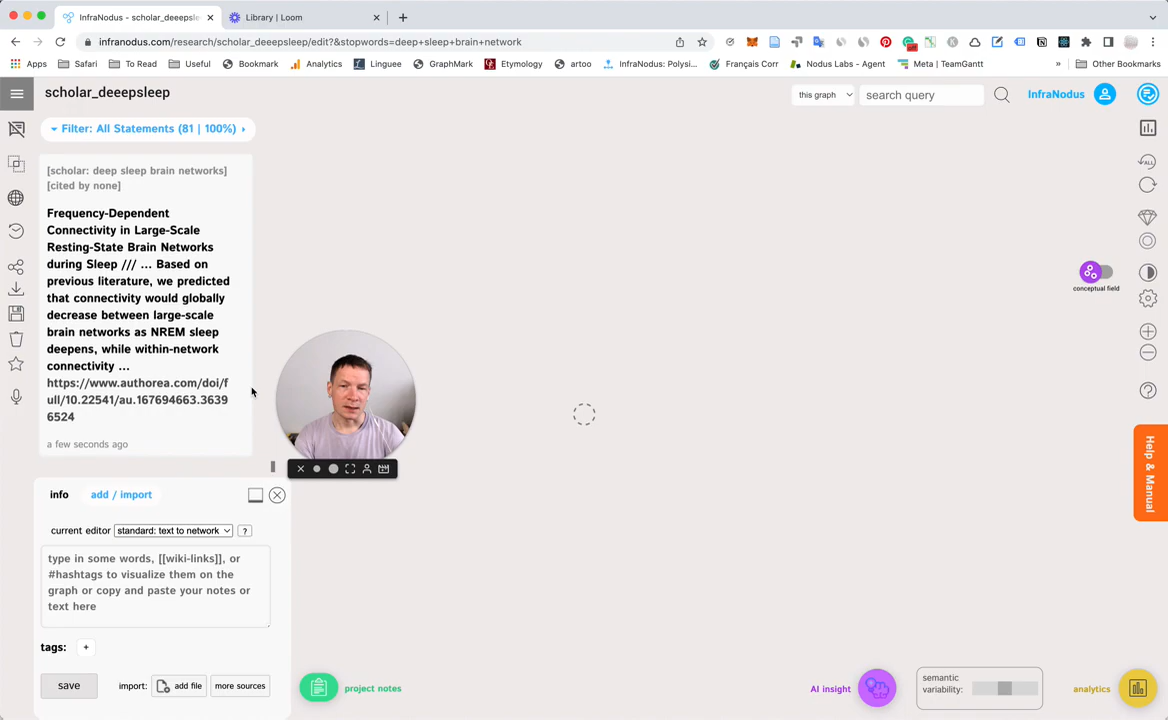 InfraNodus - scholar_deeepsle
Library | Loom
infranodus.com/research/scholar_deeepsleep/edit?&stopwords=deep+sleep+brain+network
Apps
Safari
To Read
Useful
Bookmark
Analytics
Linguee
GraphMark
Etymology
artoo
InfraNodus: Polysi...
Français Corr
Nodus Labs - Agent
Meta | TeamGantt
»
Other Bookmarks
scholar_deeepsleep
this graph
search query
InfraNodus
Filter: All Statements (81 | 100%)
ALL
[scholar: deep sleep brain networks]
[cited by none]
Frequency-Dependent
Connectivity in Large-Scale
Resting-State Brain Networks
during Sleep /// ... Based on
previous literature, we predicted
that connectivity would globally
decrease between large-scale
brain networks as NREM sleep
deepens, while within-network
connectivity ...
https://www.authorea.com/doi/f
ull/10.22541/au.167694663.3639
6524
a few seconds ago
conceptual field
Help & Manual
info
add / import
current editor
standard: text to network
?
type in some words, [[wiki-links]], or
#hashtags to visualize them on the
graph or copy and paste your notes or
text here
tags:
+
save
import:
add file
more sources
project notes
AI insight
semantic
variability:
analytics